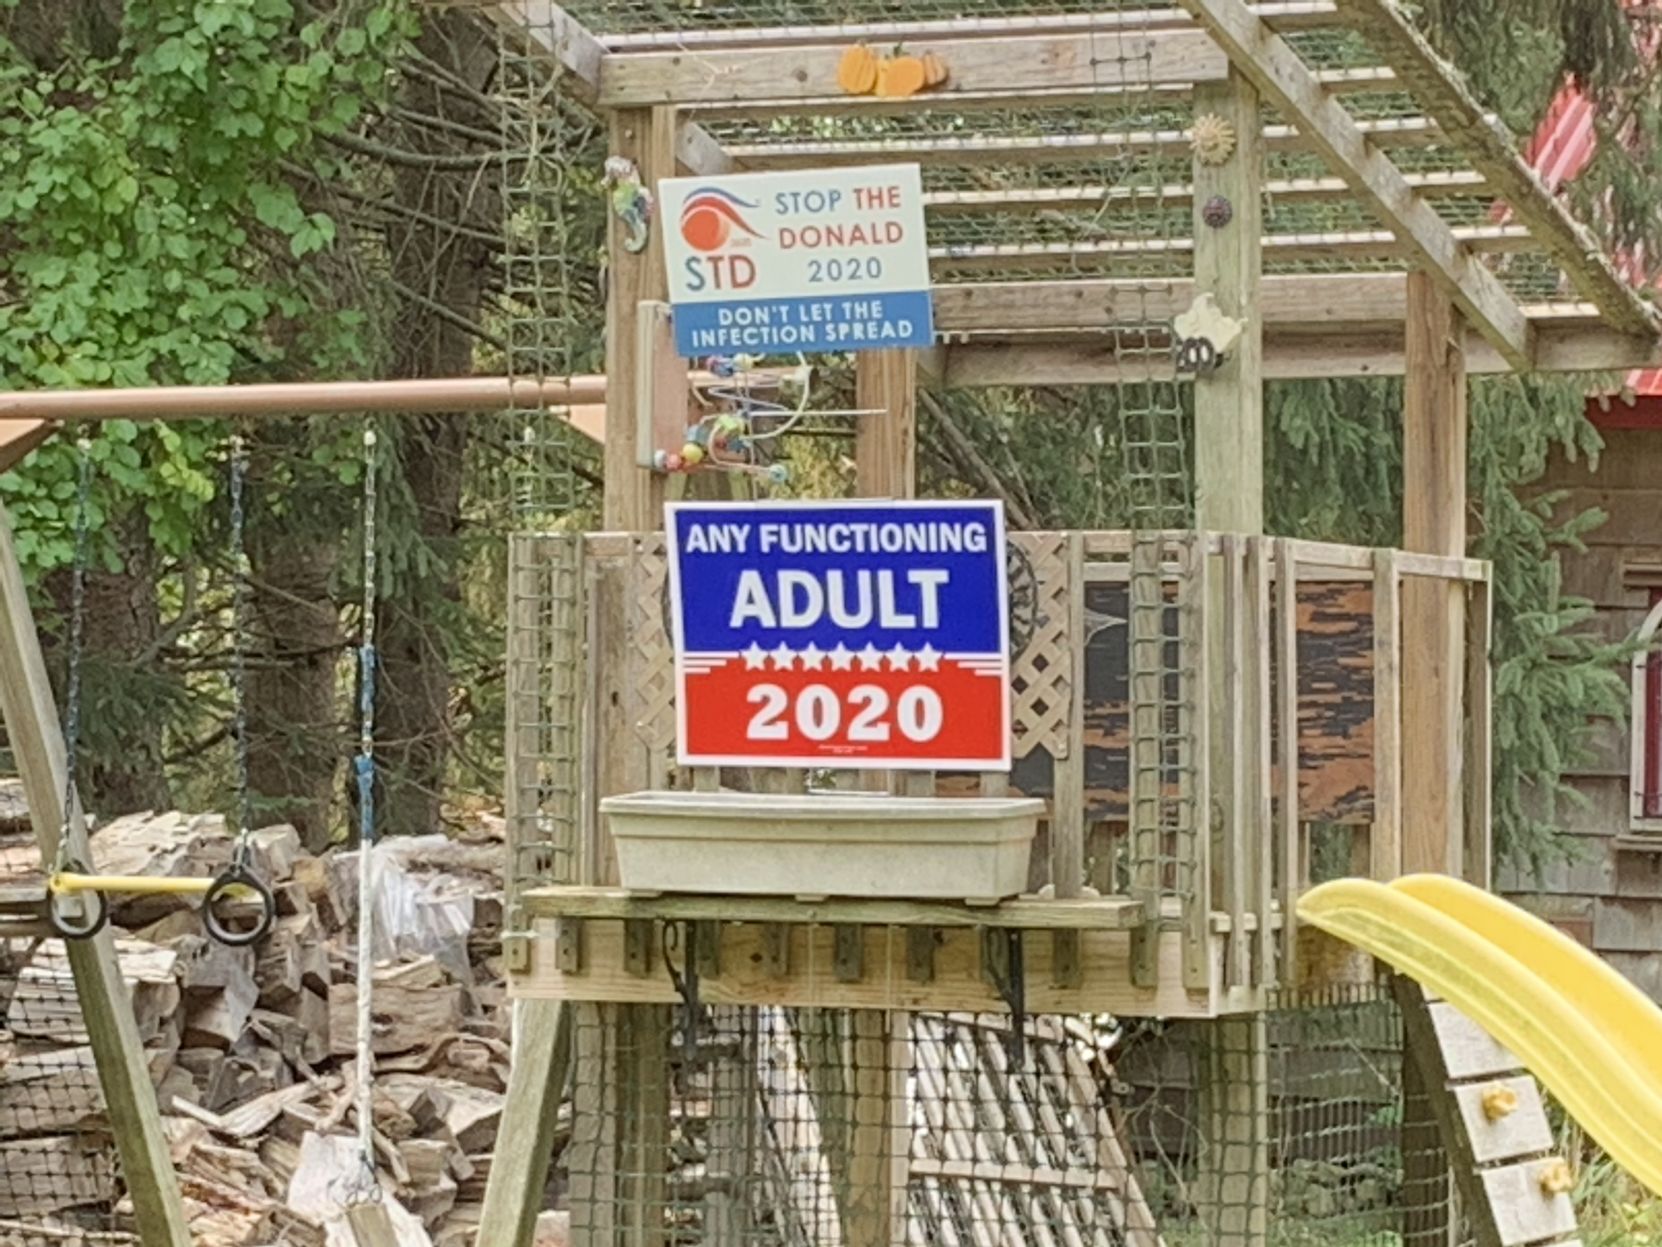 STOP THE
DONALD
2020
STD
DON'T LET THE
INFECTION SPREAD
ANY FUNCTIONING
ADULT
2020